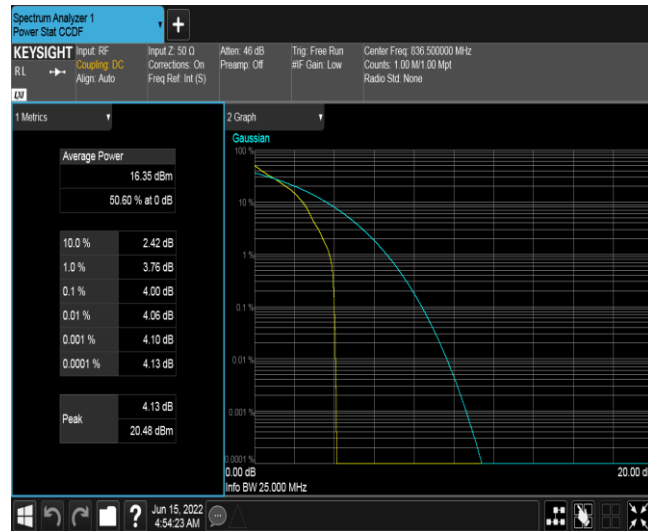 Spectrum Analyzer 1
Power Stat CCDF
+
KEYSIGHT
RL
LXI
Input: RF
Coupling: DC
Align: Auto
Input Z: 50 Ω
Corrections: On
Freq Ref: Int (S)
Atten: 46 dB
Preamp: Off
Trig: Free Run
#IF Gain: Low
Center Freq: 836.500000 MHz
Counts: 1.00 M/1.00 Mpt
Radio Std: None
1 Metrics
Average Power
16.35 dBm
50.60 % at 0 dB
10.0 % 2.42 dB
1.0 % 3.76 dB
0.1 % 4.00 dB
0.01 % 4.06 dB
0.001 % 4.10 dB
0.0001 % 4.13 dB
Peak
4.13 dB
20.48 dBm
2 Graph
Gaussian
100 %
10 %
1 %
0.1 %
0.01 %
0.001 %
0.0001 %
0.00 dB
20.00 d
Info BW 25.000 MHz
?
Jun 15, 2022
4:54:23 AM